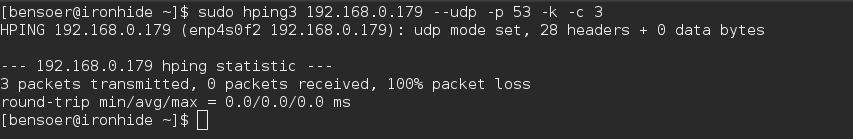 [bensoer@ironhide ~]$ sudo hping3 192.168.0.179 --udp -p 53 -k -c 3
HPING 192.168.0.179 (enp4s0f2 192.168.0.179): udp mode set, 28 headers + 0 data bytes
--- 192.168.0.179 hping statistic ---
3 packets transmitted, 0 packets received, 100% packet loss
round-trip min/avg/max = 0.0/0.0/0.0 ms
[bensoer@ironhide ~]$